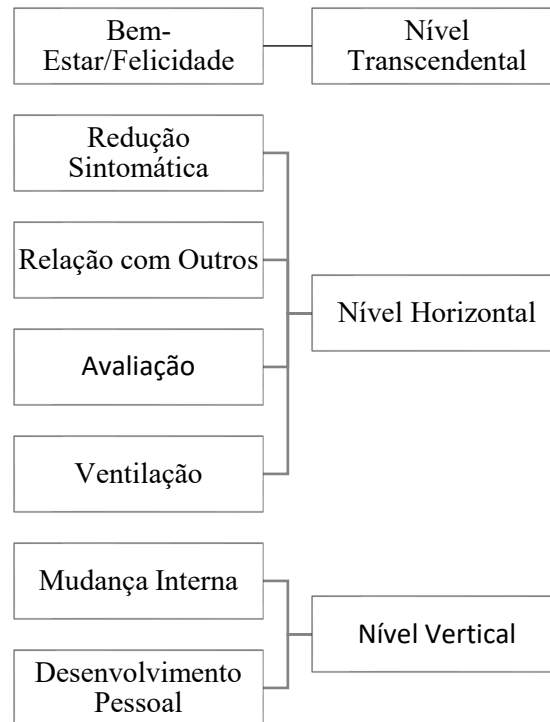 Bem-
Estar/Felicidade
Nível
Transcendental
Redução
Sintomática
Relação com Outros
Avaliação
Ventilação
Nível Horizontal
Mudança Interna
Desenvolvimento
Pessoal
Nível Vertical